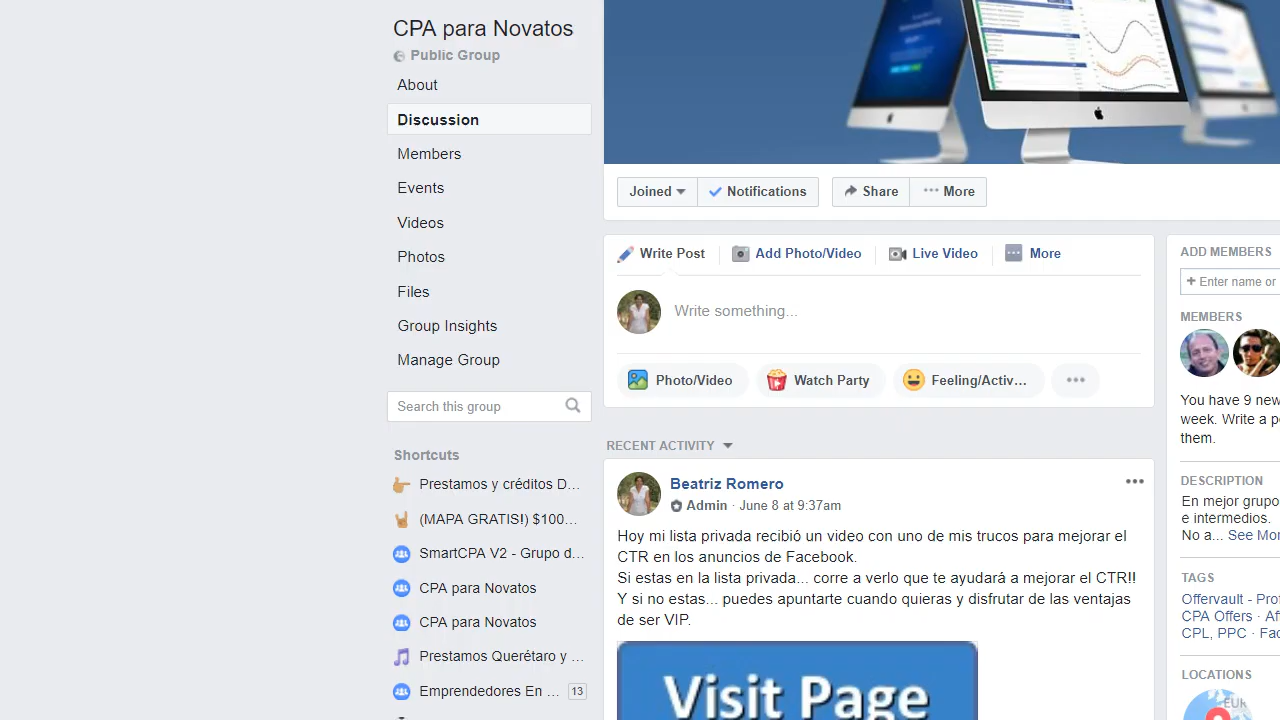 CPA para Novatos
Public Group
About
Discussion
Members
Events
Videos
Photos
Files
Group Insights
Manage Group
Search this group
Shortcuts
Prestamos y créditos D...
(MAPA GRATIS!) $100...
SmartCPA V2 - Grupo d...
CPA para Novatos
CPA para Novatos
Prestamos Querétaro y ...
Emprendedores En ... 13
Joined Notifications Share More
Write Post Add Photo/Video Live Video More
Write something...
Photo/Video Watch Party Feeling/Activ...
RECENT ACTIVITY
Beatriz Romero
Admin · June 8 at 9:37am
Hoy mi lista privada recibió un video con uno de mis trucos para mejorar el
CTR en los anuncios de Facebook.
Si estas en la lista privada... corre a verlo que te ayudará a mejorar el CTR!!
Y si no estas... puedes apuntarte cuando quieras y disfrutar de las ventajas
de ser VIP.
Visit Page
ADD MEMBERS
+ Enter name or
MEMBERS
You have 9 new
week. Write a p
them.
DESCRIPTION
En mejor grupo
e intermedios.
No a... See Mor
TAGS
Offervault - Prof
CPA Offers · Af
CPL, PPC · Fac
LOCATIONS
EUR